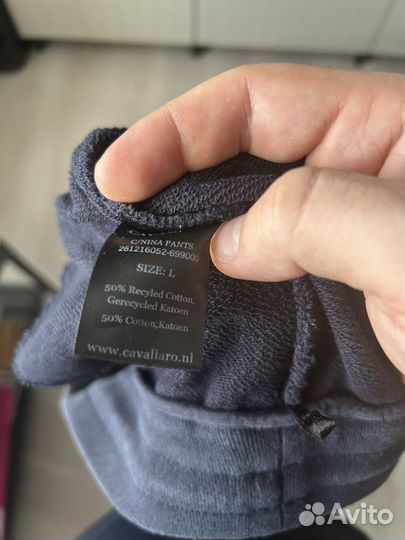 C/NINA PANTS
261216052-699000
SIZE: L
50% Recyled Cotton,
Gerecycled Katoen
50% Cotton,Katoen
www.cavallaro.nl
Avito